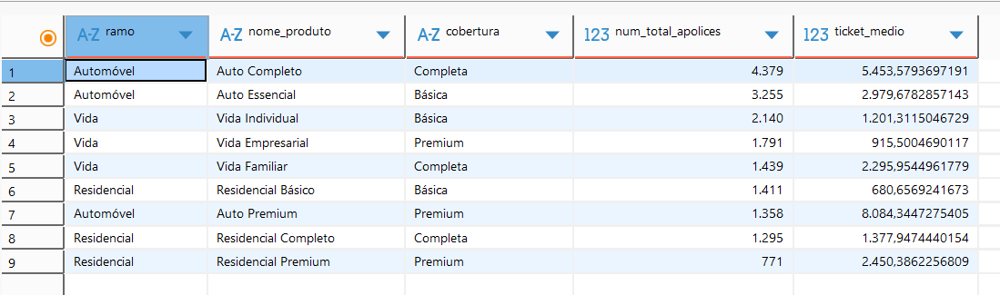 A-Z ramo A-Z nome_produto A-Z cobertura 123 num_total_apolices 123 ticket_medio
1 Automóvel Auto Completo Completa 4.379 5.453,5793697191
2 Automóvel Auto Essencial Básica 3.255 2.979,6782857143
3 Vida Vida Individual Básica 2.140 1.201,3115046729
4 Vida Vida Empresarial Premium 1.791 915,5004690117
5 Vida Vida Familiar Completa 1.439 2.295,9544961779
6 Residencial Residencial Básico Básica 1.411 680,6569241673
7 Automóvel Auto Premium Premium 1.358 8.084,3447275405
8 Residencial Residencial Completo Completa 1.295 1.377,9474440154
9 Residencial Residencial Premium Premium 771 2.450,3862256809